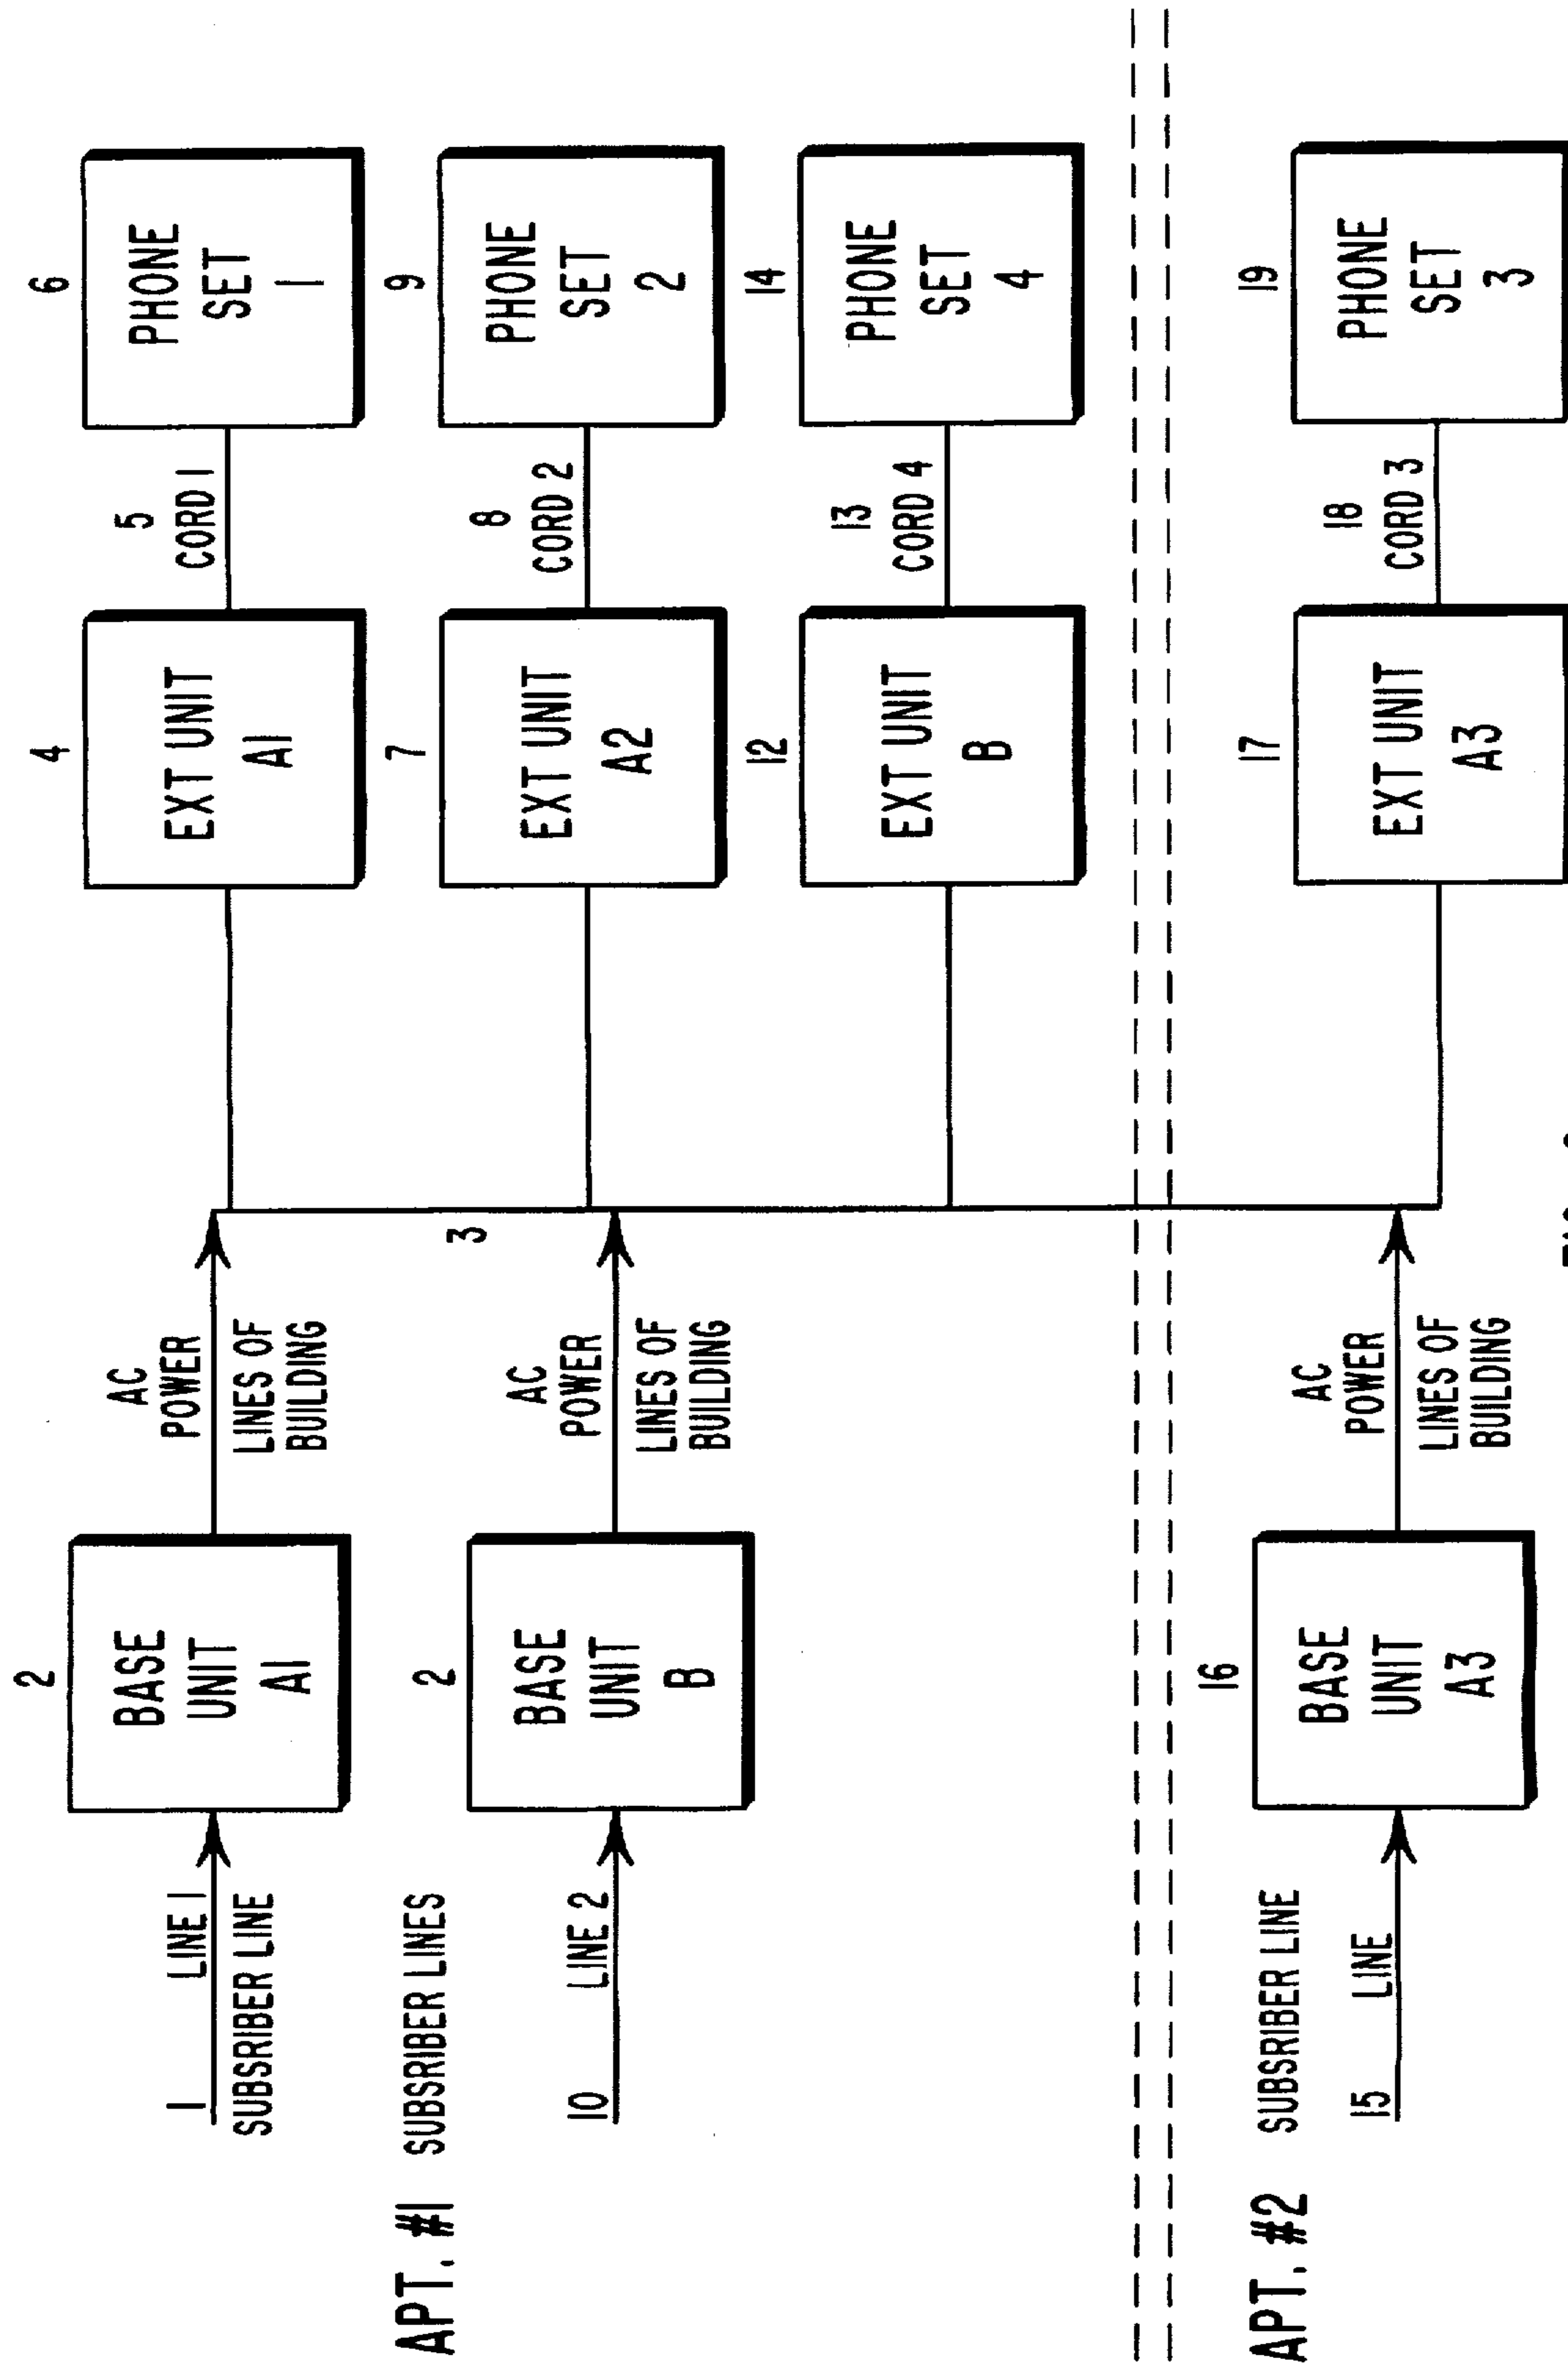 2
BASE
UNIT
A1
1 LINE 1
SUBSRIBER LINE
AC
POWER
LINES OF
BUILDING
4
EXT UNIT
A1
5
CORD 1
6
PHONE
SET
1
APT. #1
SUBSRIBER LINES
10 LINE 2
2
BASE
UNIT
B
AC
POWER
LINES OF
BUILDING
3
7
EXT UNIT
A2
8
CORD 2
9
PHONE
SET
2
12
EXT UNIT
B
13
CORD 4
14
PHONE
SET
4
APT. #2
SUBSRIBER LINE
15 LINE
16
BASE
UNIT
A3
AC
POWER
LINES OF
BUILDING
17
EXT UNIT
A3
18
CORD 3
19
PHONE
SET
3